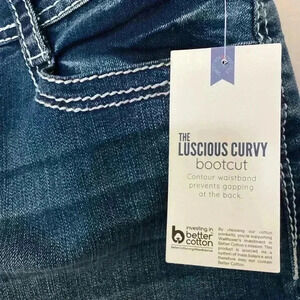 THE
LUSCIOUS CURVY
bootcut
Contour waistband
prevents gapping
at the back.
investing in
better
cotton
By choosing our cotton
products, you're supporting
investment in
Better Cotton's mission. This
product is sourced via a
system of mass balance and
therefore may not contain
Better Cotton.